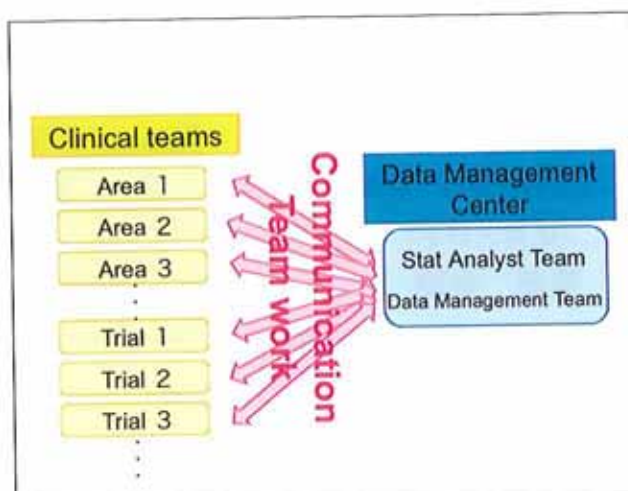 Clinical teams
Area 1
Area 2
Area 3
Trial 1
Trial 2
Trial 3
Communication
Team work
Data Management
Center
Stat Analyst Team
Data Management Team